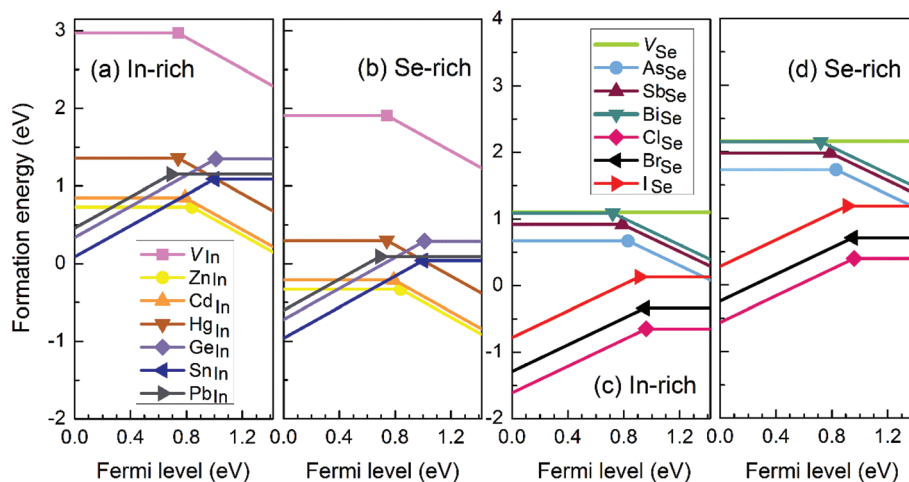 Formation energy (eV)
3
2
1
0
-1
-2
(a) In-rich
V_In
Zn_In
Cd_In
Hg_In
Ge_In
Sn_In
Pb_In
0.0 0.4 0.8 1.2
Fermi level (eV)
(b) Se-rich
0.0 0.4 0.8 1.2
Fermi level (eV)
4
3
2
1
0
-1
-2
V_Se
As_Se
Sb_Se
Bi_Se
Cl_Se
Br_Se
I_Se
(c) In-rich
0.0 0.4 0.8 1.2
Fermi level (eV)
(d) Se-rich
0.0 0.4 0.8 1.2
Fermi level (eV)